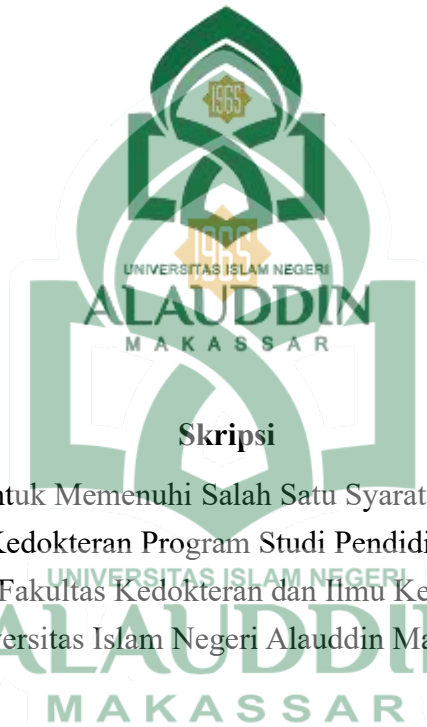 1965
1965
UNIVERSITAS ISLAM NEGERI
ALAUDDIN
MAKASSAR
Skripsi
Memenuhi Salah Satu Syarat
Kedokteran Program Studi
UNIVERSITAS ISLAM NEGERI
Fakultas Kedokteran dan Ilmu
Islam Negeri Alauddin
ALAUDDIN
MAKASSAR